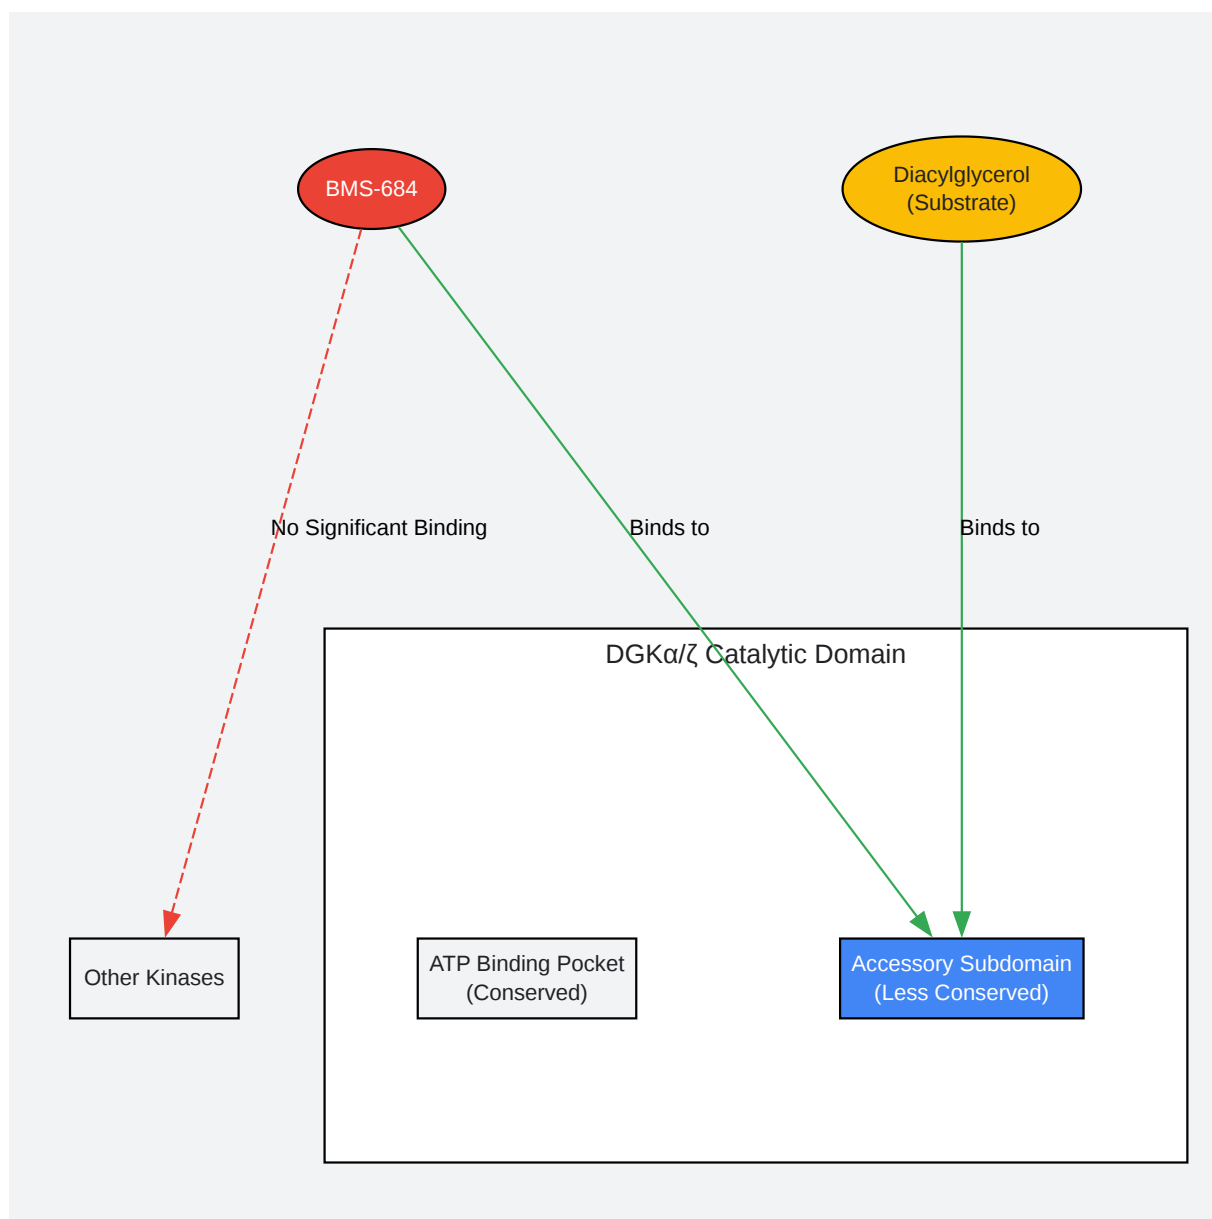 BMS-684
Diacylglycerol
(Substrate)
No Significant Binding
Binds to
Binds to
DGKα/ζ Catalytic Domain
Other Kinases
ATP Binding Pocket
(Conserved)
Accessory Subdomain
(Less Conserved)